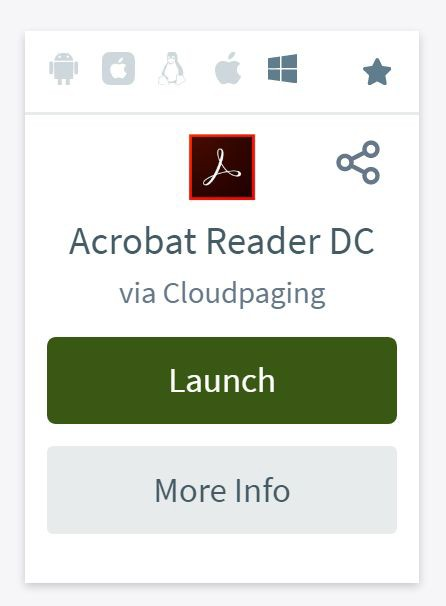 Acrobat Reader DC
via Cloudpaging
Launch
More Info